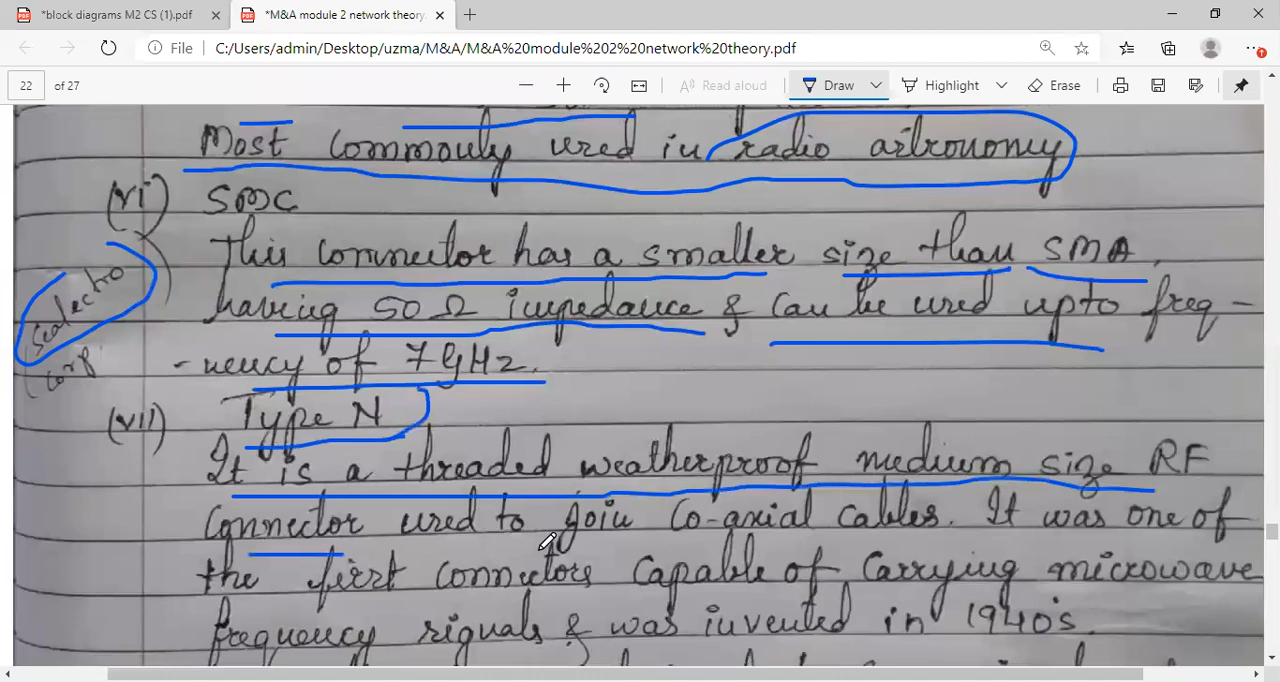 *block diagrams M2 CS (1).pdf
*M&A module 2 network theory.
File
C:/Users/admin/Desktop/uzma/M&A/M&A%20module%202%20network%20theory.pdf
22 of 27
Read aloud
Draw
Highlight
Erase
Most commonly used in radio astronomy
(vi) SMC
This connector has a smaller size than SMA,
having 50 Ω impedance & can be used upto freq-
-uency of 7 GHz.
Sealectro
Corp
(vii) Type N
It is a threaded weatherproof medium size RF
Connector used to join Co-axial Cables. It was one of
the first connectors Capable of Carrying microwave
frequency signals & was invented in 1940's.